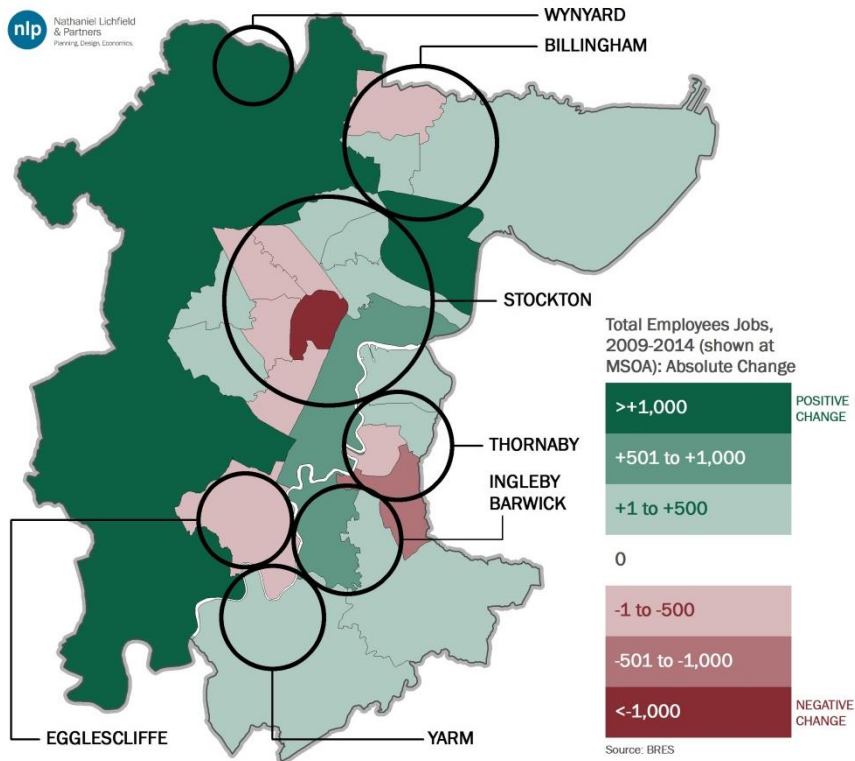 nlp
Nathaniel Lichfield
& Partners
Planning. Design. Economics.
WYNYARD
BILLINGHAM
STOCKTON
Total Employees Jobs,
2009-2014 (shown at
MSOA): Absolute Change
>+1,000
POSITIVE
CHANGE
+501 to +1,000
+1 to +500
0
-1 to -500
-501 to -1,000
<-1,000
NEGATIVE
CHANGE
Source: BRES
THORNABY
INGLEBY
BARWICK
EGGLESCLIFFE
YARM